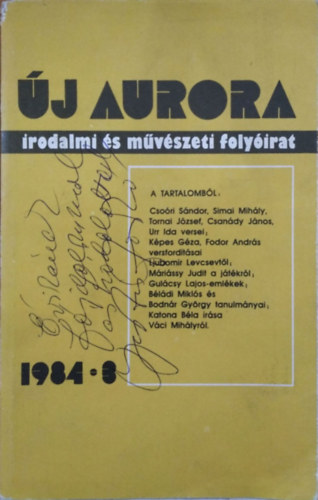 ÚJ AURORA
irodalmi és művészeti folyóirat
A TARTALOMBÓL:
Csoóri Sándor, Simai Mihály,
Tornai József, Csanády János,
Urr Ida versei;
Képes Géza, Fodor András
versfordításai
Ljubomir Levcsevtől;
Máriássy Judit a játékról;
Gulácsy Lajos-emlékek;
Béládi Miklós és
Bodnár György tanulmányai;
Katona Béla írása
Váci Mihályról.
1984·3